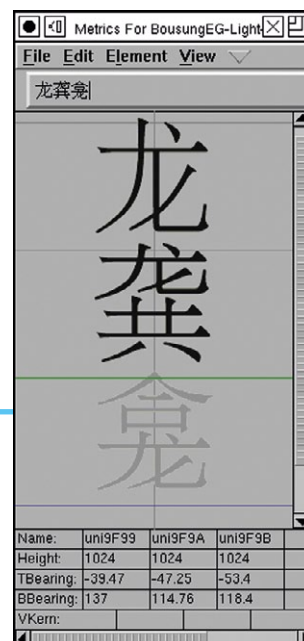 Metrics For BousungEG-Light-
File Edit Element View
龙龚龛
龙
龚
龛
Name: uni9F99 uni9F9A uni9F9B
Height: 1024 1024 1024
TBearing: -39.47 -47.25 -53.4
BBearing: 137 114.76 118.4
VKern: